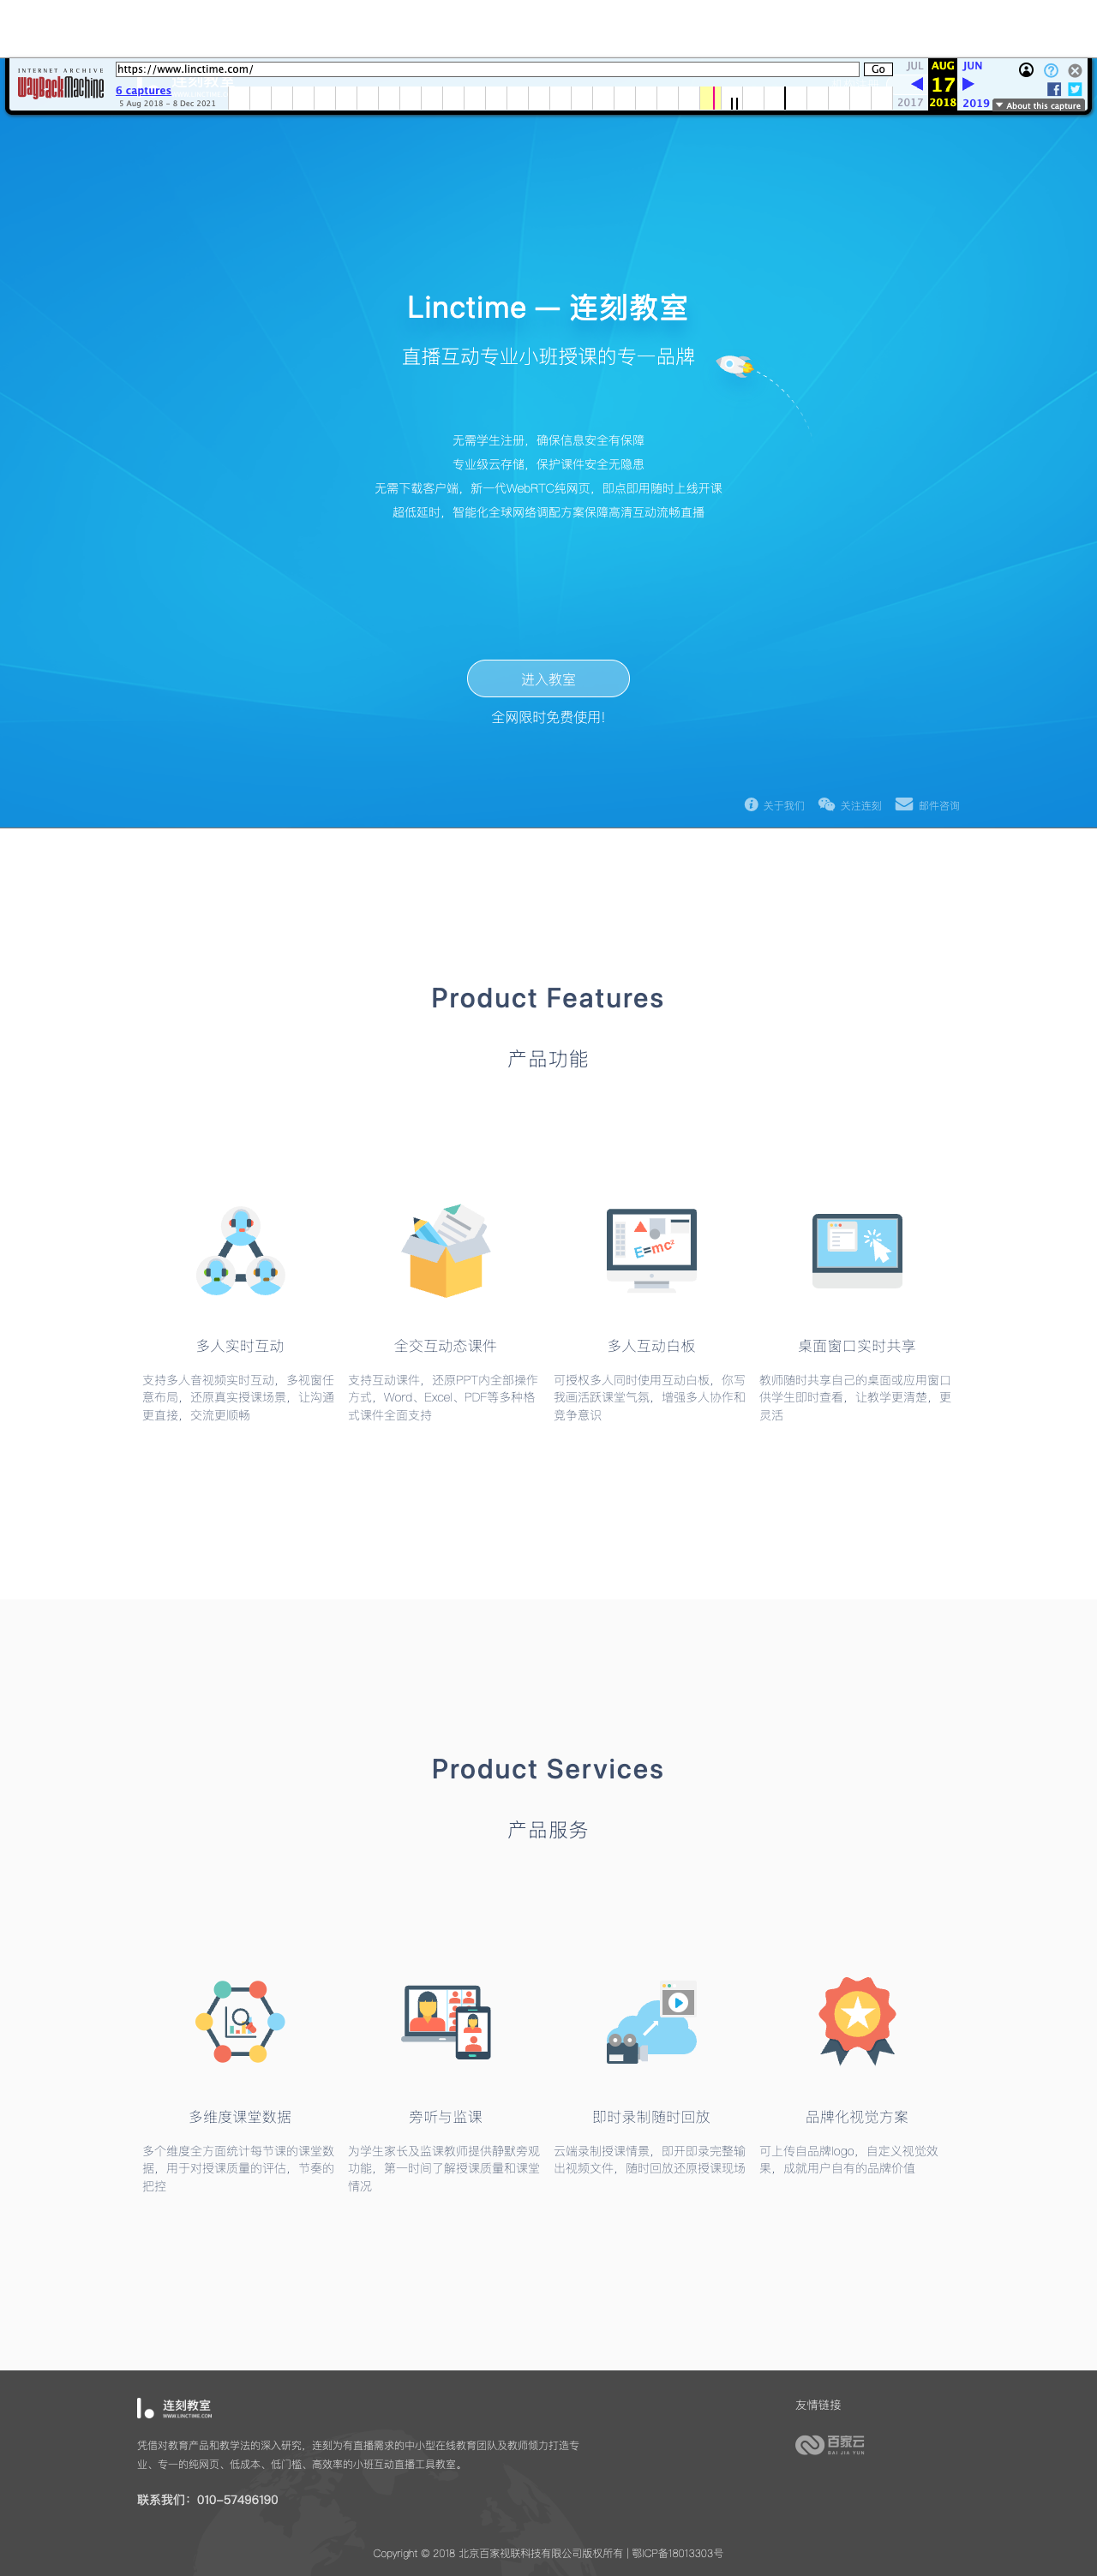 INTERNET ARCHIVE
WayBackMachine
https://www.linctime.com/
Go
6 captures
5 Aug 2018 – 8 Dec 2021
JUL
AUG
JUN
17
2017
2018
2019
About this capture
Linctime — 连刻教室
直播互动专业小班授课的专一品牌
无需学生注册，确保信息安全有保障
专业级云存储，保护课件安全无隐患
无需下载客户端，新一代WebRTC纯网页，即点即用随时上线开课
超低延时，智能化全球网络调配方案保障高清互动流畅直播
进入教室
全网限时免费使用!
关于我们
关注连刻
邮件咨询
Product Features
产品功能
E=mc²
多人实时互动
支持多人音视频实时互动，多视窗任
意布局，还原真实授课场景，让沟通
更直接，交流更顺畅
全交互动态课件
支持互动课件，还原PPT内全部操作
方式，Word、Excel、PDF等多种格
式课件全面支持
多人互动白板
可授权多人同时使用互动白板，你写
我画活跃课堂气氛，增强多人协作和
竞争意识
桌面窗口实时共享
教师随时共享自己的桌面或应用窗口
供学生即时查看，让教学更清楚，更
灵活
Product Services
产品服务
多维度课堂数据
多个维度全方面统计每节课的课堂数
据，用于对授课质量的评估，节奏的
把控
旁听与监课
为学生家长及监课教师提供静默旁观
功能，第一时间了解授课质量和课堂
情况
即时录制随时回放
云端录制授课情景，即开即录完整输
出视频文件，随时回放还原授课现场
品牌化视觉方案
可上传自品牌logo，自定义视觉效
果，成就用户自有的品牌价值
连刻教室
WWW.LINCTIME.COM
凭借对教育产品和教学法的深入研究，连刻为有直播需求的中小型在线教育团队及教师倾力打造专
业、专一的纯网页、低成本、低门槛、高效率的小班互动直播工具教室。
联系我们：010-57496190
友情链接
百家云
BAI JIA YUN
Copyright © 2018 北京百家视联科技有限公司版权所有 | 鄂ICP备18013303号